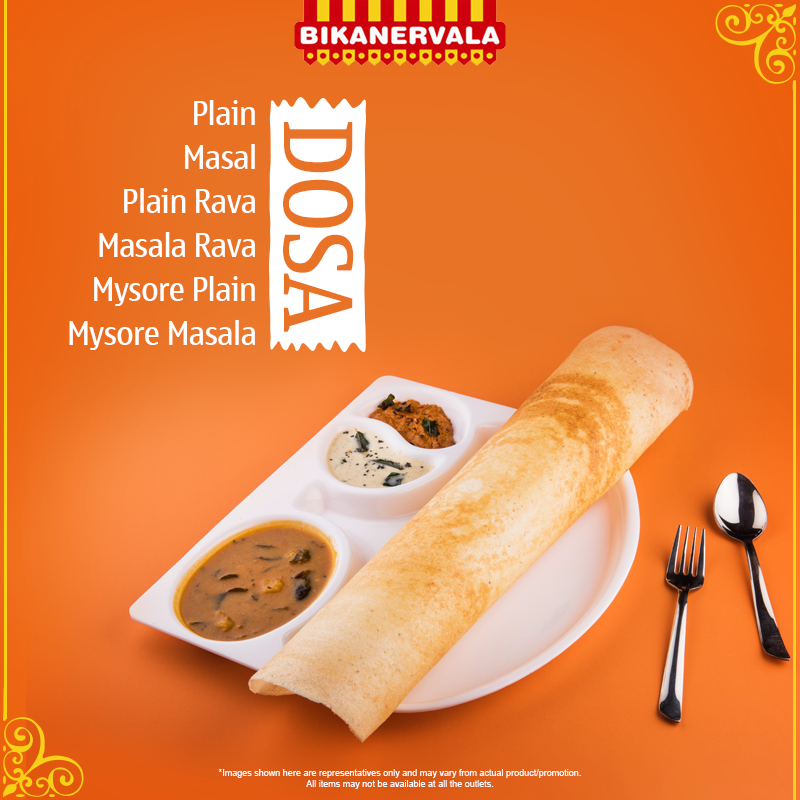 BIKANERVALA
Plain
Masal
Plain Rava
Masala Rava
Mysore Plain
Mysore Masala
DOSA
*Images shown here are representatives only and may vary from actual product/promotion.
All items may not be available at all the outlets.